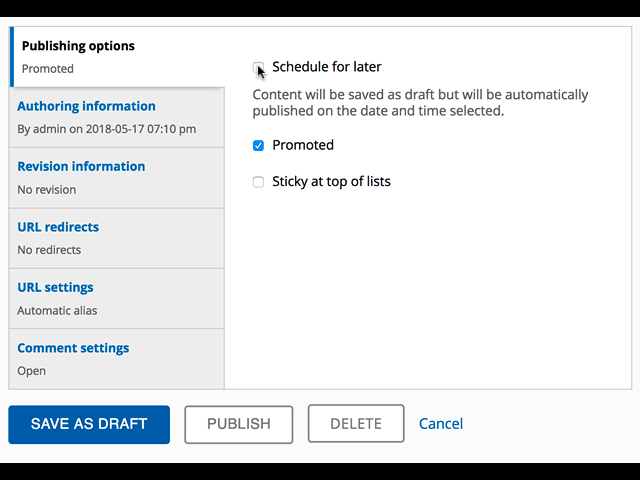 Publishing options
Promoted
Authoring information
By admin on 2018-05-17 07:10 pm
Revision information
No revision
URL redirects
No redirects
URL settings
Automatic alias
Comment settings
Open
Schedule for later
Content will be saved as draft but will be automatically
published on the date and time selected.
Promoted
Sticky at top of lists
SAVE AS DRAFT
PUBLISH
DELETE
Cancel